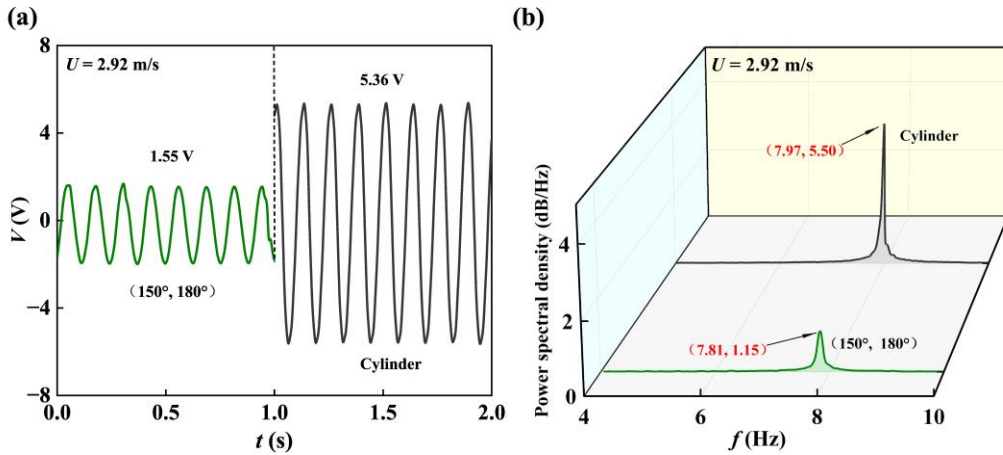 (a)
U = 2.92 m/s
5.36 V
1.55 V
(150°, 180°)
Cylinder
V (V)
8
4
0
−4
−8
0.0 0.5 1.0 1.5 2.0
t (s)
(b)
U = 2.92 m/s
Cylinder
(7.97, 5.50)
(7.81, 1.15)
(150°, 180°)
Power spectral density (dB/Hz)
4
2
0
4 6 8 10
f (Hz)